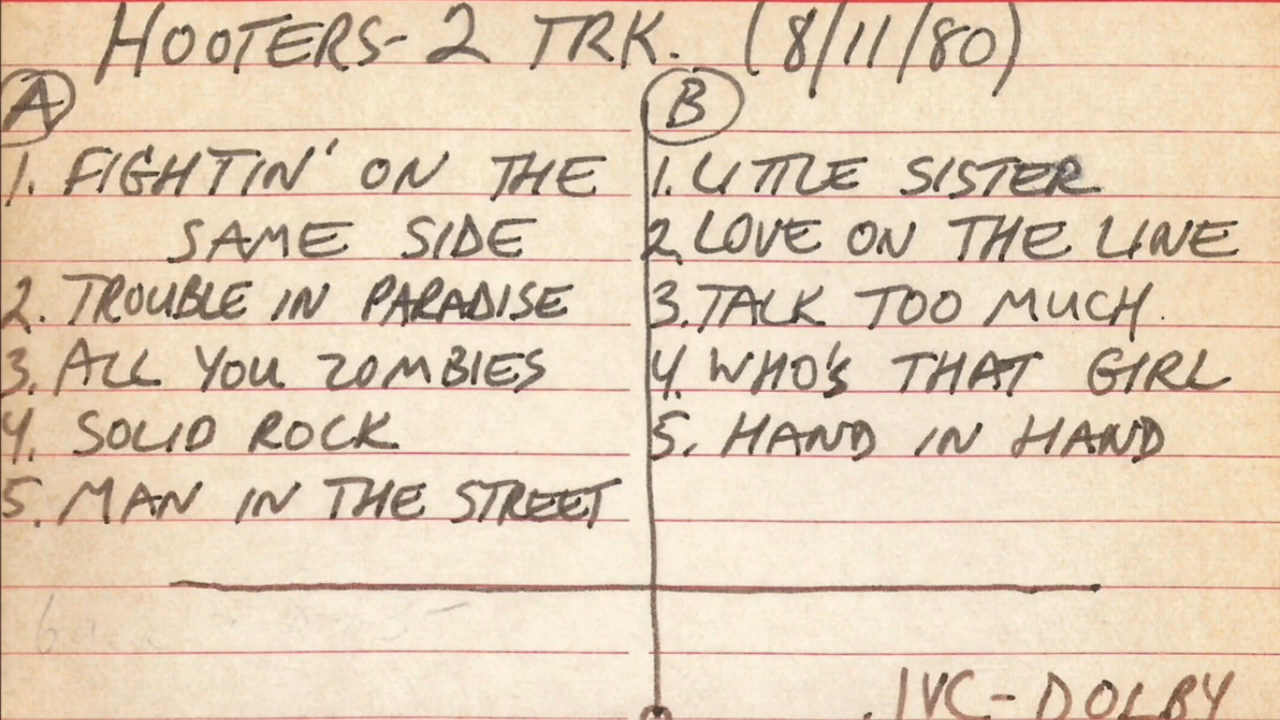 HOOTERS- 2 TRK. (8/11/80)
A
1. FIGHTIN' ON THE
SAME SIDE
2. TROUBLE IN PARADISE
3. ALL YOU ZOMBIES
4. SOLID ROCK
5. MAN IN THE STREET
B
1. LITTLE SISTER
2. LOVE ON THE LINE
3. TALK TOO MUCH.
4. WHO'S THAT GIRL
5. HAND IN HAND
JVC-DOLBY